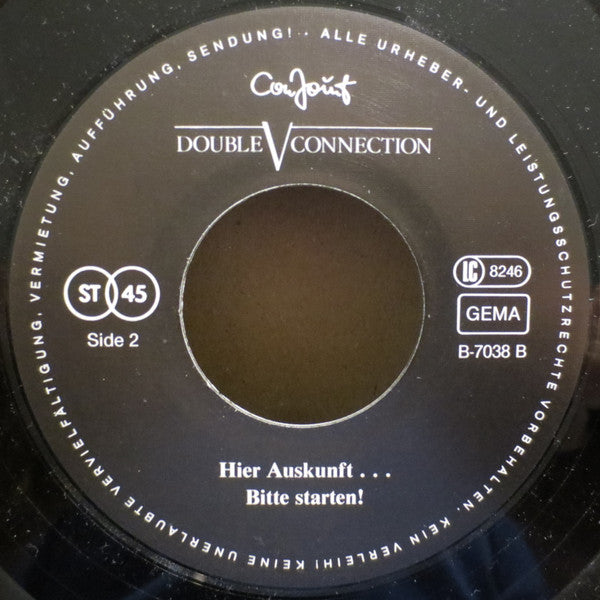 ALLE URHEBER- UND LEISTUNGSSCHUTZRECHTE VORBEHALTEN. KEIN VERLEIH! KEINE UNERLAUBTE VERVIELFÄLTIGUNG, VERMIETUNG, AUFFÜHRUNG, SENDUNG!
ConJoint
DOUBLE V CONNECTION
ST 45
Side 2
LC 8246
GEMA
B-7038 B
Hier Auskunft . . .
Bitte starten!